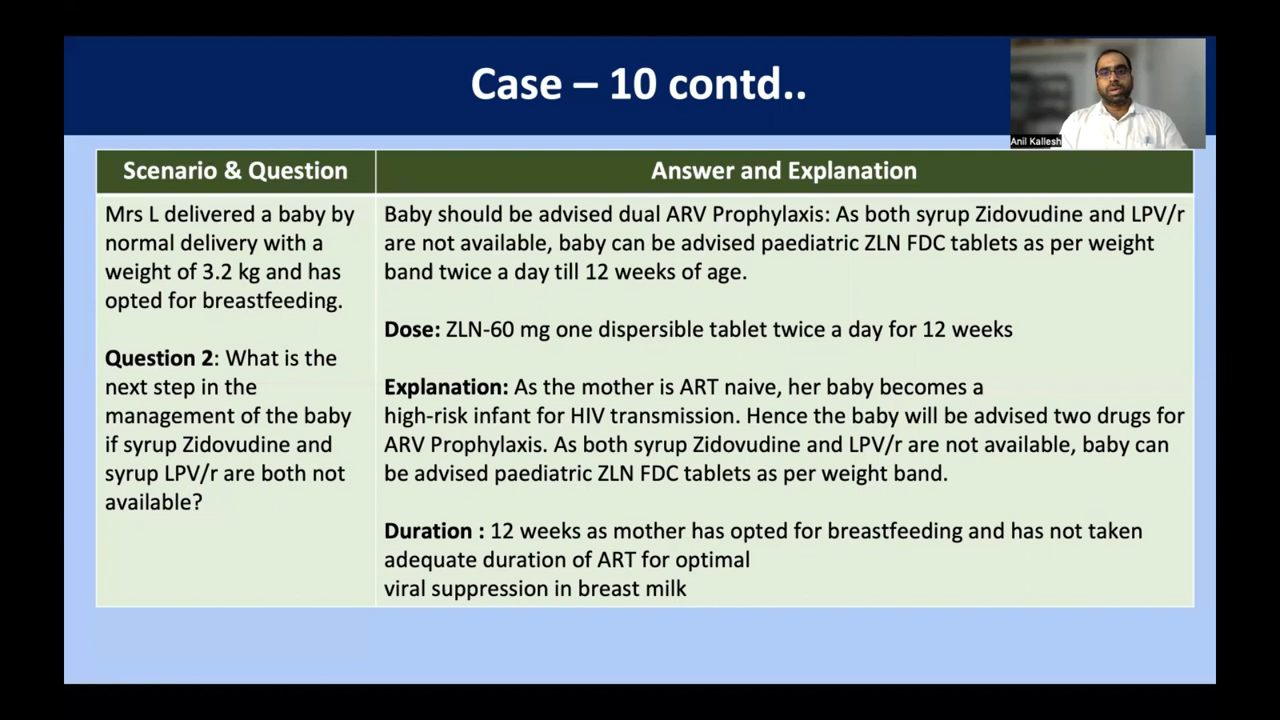 Case – 10 contd..
Anil Kallesh
Scenario & Question
Answer and Explanation
Mrs L delivered a baby by
normal delivery with a
weight of 3.2 kg and has
opted for breastfeeding.
Question 2: What is the
next step in the
management of the baby
if syrup Zidovudine and
syrup LPV/r are both not
available?
Baby should be advised dual ARV Prophylaxis: As both syrup Zidovudine and LPV/r
are not available, baby can be advised paediatric ZLN FDC tablets as per weight
band twice a day till 12 weeks of age.
Dose: ZLN-60 mg one dispersible tablet twice a day for 12 weeks
Explanation: As the mother is ART naive, her baby becomes a
high-risk infant for HIV transmission. Hence the baby will be advised two drugs for
ARV Prophylaxis. As both syrup Zidovudine and LPV/r are not available, baby can
be advised paediatric ZLN FDC tablets as per weight band.
Duration : 12 weeks as mother has opted for breastfeeding and has not taken
adequate duration of ART for optimal
viral suppression in breast milk